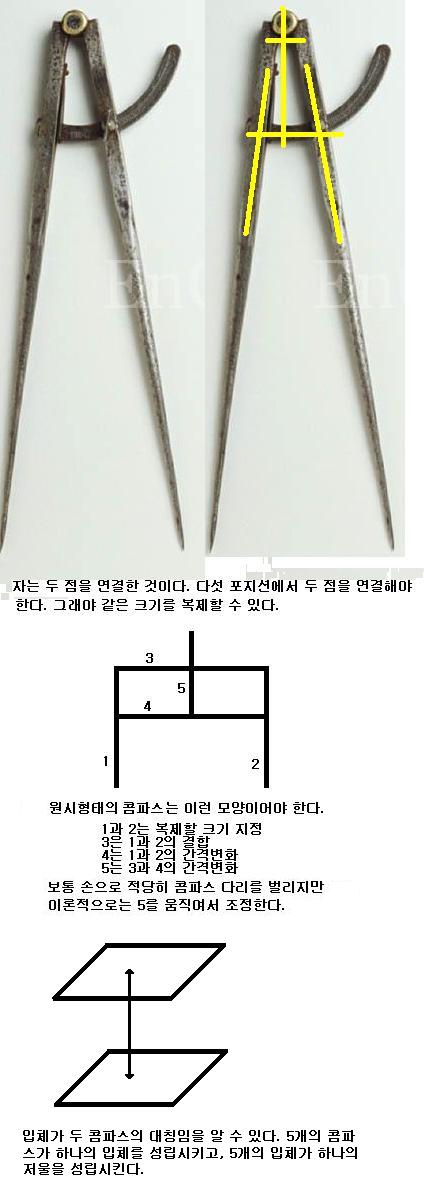 EnC
EnC
자는 두 점을 연결한 것이다. 다섯 포지션에서 두 점을 연결해야
한다. 그래야 같은 크기를 복제할 수 있다.
3
5
4
1
2
원시형태의 콤파스는 이런 모양이어야 한다.
1과 2는 복제할 크기 지정
3은 1과 2의 결합
4는 1과 2의 간격변화
5는 3과 4의 간격변화
보통 손으로 적당히 콤파스 다리를 벌리지만
이론적으로는 5를 움직여서 조정한다.
입체가 두 콤파스의 대칭임을 알 수 있다. 5개의 콤파
스가 하나의 입체를 성립시키고, 5개의 입체가 하나의
저울을 성립시킨다.